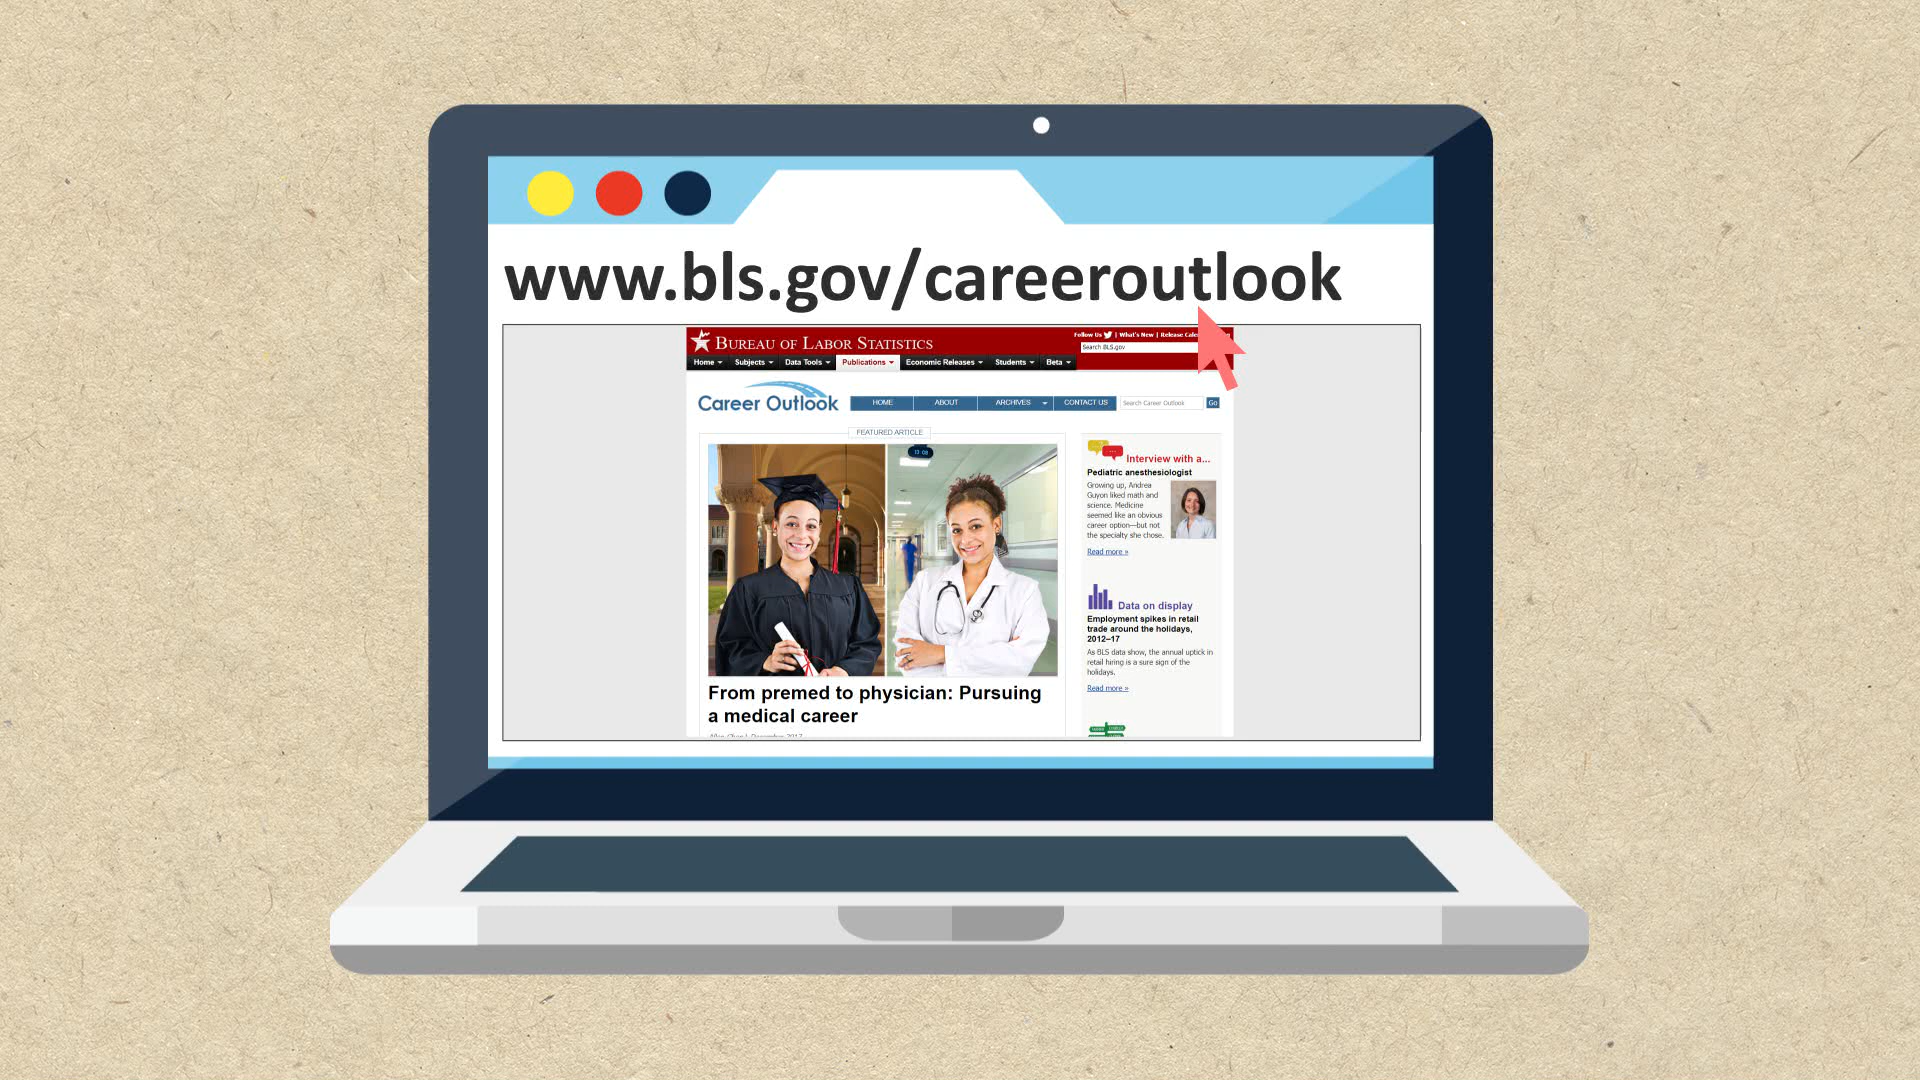 www.bls.gov/careeroutlook
Follow Us | What's New | Release
BUREAU OF LABOR STATISTICS
Search BLS.gov
Home Subjects Data Tools Publications Economic Releases Students Beta
Career Outlook HOME ABOUT ARCHIVES CONTACT US Search Career Outlook Go
FEATURED ARTICLE
13 08
From premed to physician: Pursuing
a medical career
Interview with a...
Pediatric anesthesiologist
Growing up, Andrea
Guyon liked math and
science. Medicine
seemed like an obvious
career option—but not
the specialty she chose.
Read more »
Data on display
Employment spikes in retail
trade around the holidays,
2012–17
As BLS data show, the annual uptick in
retail hiring is a sure sign of the
holidays.
Read more »